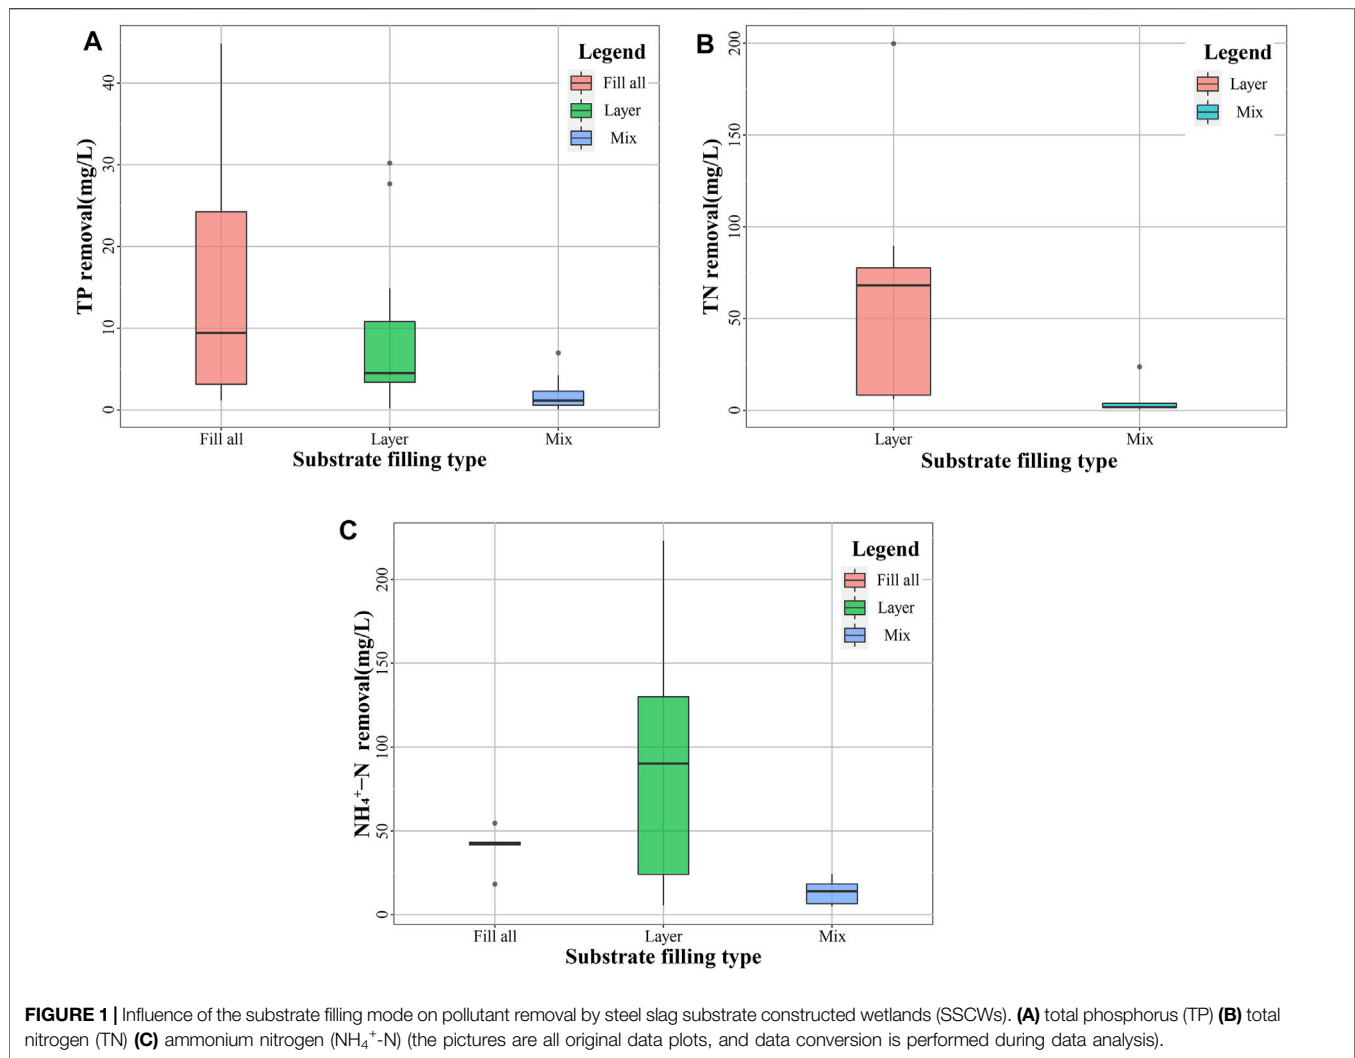 A
Legend
Fill all
Layer
Mix
TP removal(mg/L)
40
30
20
10
0
Fill all Layer Mix
Substrate filling type
B
Legend
Layer
Mix
TN removal(mg/L)
200
150
100
50
0
Layer Mix
Substrate filling type
C
Legend
Fill all
Layer
Mix
NH₄⁺−N removal(mg/L)
200
150
100
50
0
Fill all Layer Mix
Substrate filling type
FIGURE 1 | Influence of the substrate filling mode on pollutant removal by steel slag substrate constructed wetlands (SSCWs). (A) total phosphorus (TP) (B) total
nitrogen (TN) (C) ammonium nitrogen (NH₄⁺-N) (the pictures are all original data plots, and data conversion is performed during data analysis).